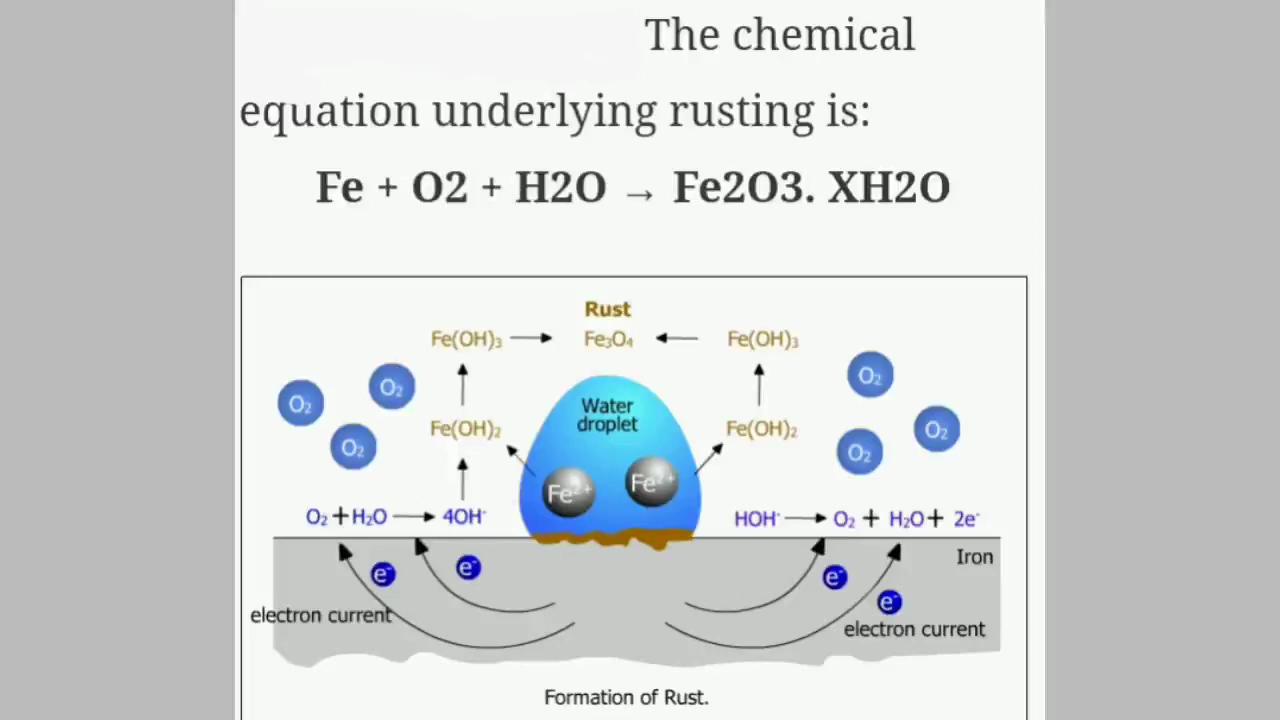 The chemical
equation underlying rusting is:
Fe + O2 + H2O → Fe2O3. XH2O
Rust
Fe(OH)₃ Fe₃O₄ Fe(OH)₃
O₂ O₂ O₂
Water
droplet
O₂ O₂ O₂
Fe(OH)₂ Fe(OH)₂
Fe²⁺ Fe²⁺
O₂ + H₂O 4OH⁻ HOH⁻ O₂ + H₂O + 2e⁻
Iron
e⁻ e⁻ e⁻ e⁻
electron current
electron current
Formation of Rust.